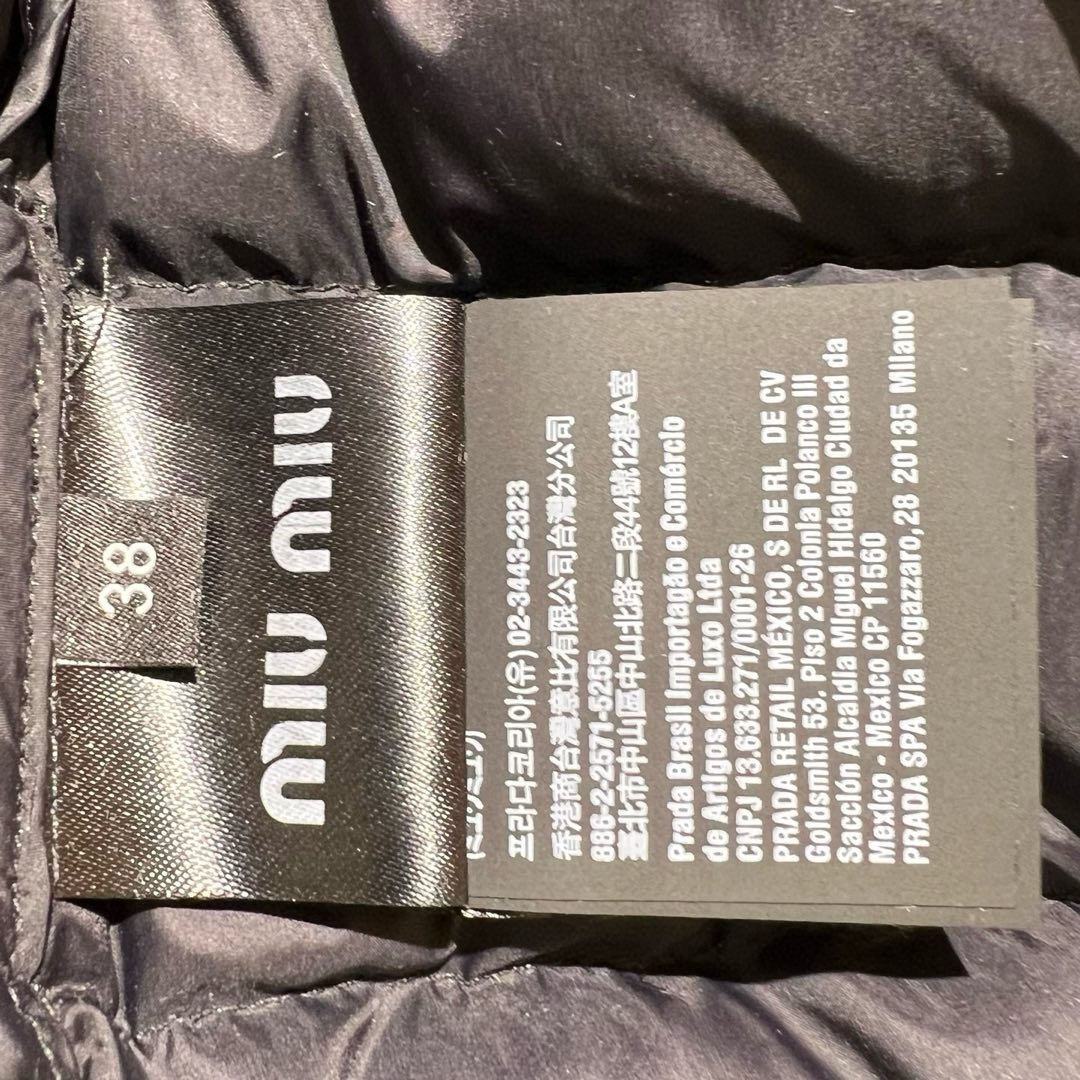 miu miu
38
프라다코리아(유)02-3443-2323
香港商台灣意比有限公司台灣分公司
886-2-2571-5255
臺北市中山區中山北路二段44號12樓A室
Prada Brasil Importação e Comércio
de Artigos de Luxo Ltda
CNPJ 13.633.271/0001-26
PRADA RETAIL MÉXICO, S DE RL DE CV
Goldsmith 53. Piso 2 Colonia Polanco III
Sacción Alcaldía Miguel Hidalgo Ciudad da
Mexico - Mexico CP 11560
PRADA SPA Via Fogazzaro,28 20135 Milano